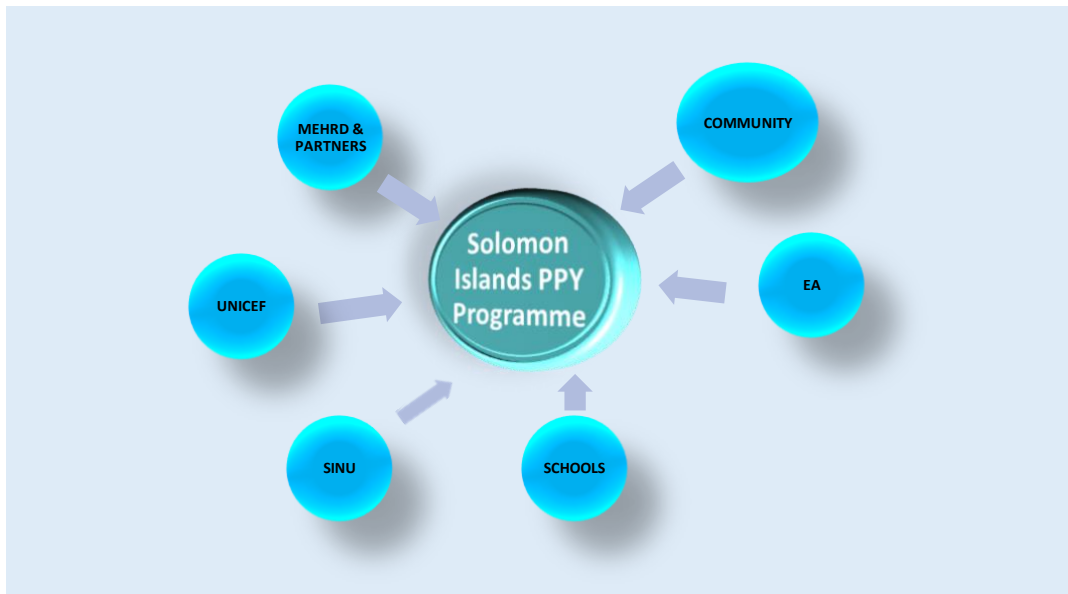 MEHRD &
PARTNERS
COMMUNITY
Solomon
Islands PPY
Programme
UNICEF
EA
SINU
SCHOOLS